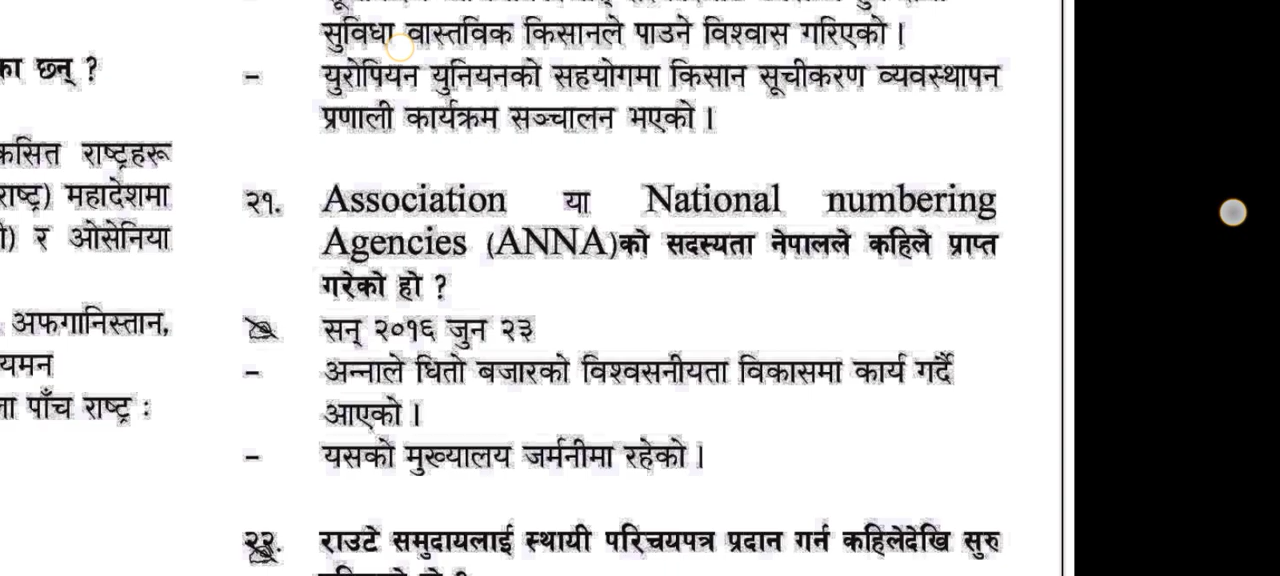 सुविधा वास्तविक किसानले पाउने विश्वास गरिएको ।
– युरोपियन युनियनको सहयोगमा किसान सूचीकरण व्यवस्थापन
प्रणाली कार्यक्रम सञ्चालन भएको ।
२१. Association या National numbering
Agencies (ANNA)को सदस्यता नेपालले कहिले प्राप्त
गरेको हो ?
सन् २०१६ जुन २३
– अन्नाले धितो बजारको विश्वसनीयता विकासमा कार्य गर्दै
आएको ।
– यसको मुख्यालय जर्मनीमा रहेको ।
२२. राउटे समुदायलाई स्थायी परिचयपत्र प्रदान गर्न कहिलेदेखि सुरु
का छन् ?
राष्ट्रहरू
महादेशमा
र ओसेनिया
अफगानिस्तान,
यमन
पाँच राष्ट्र :